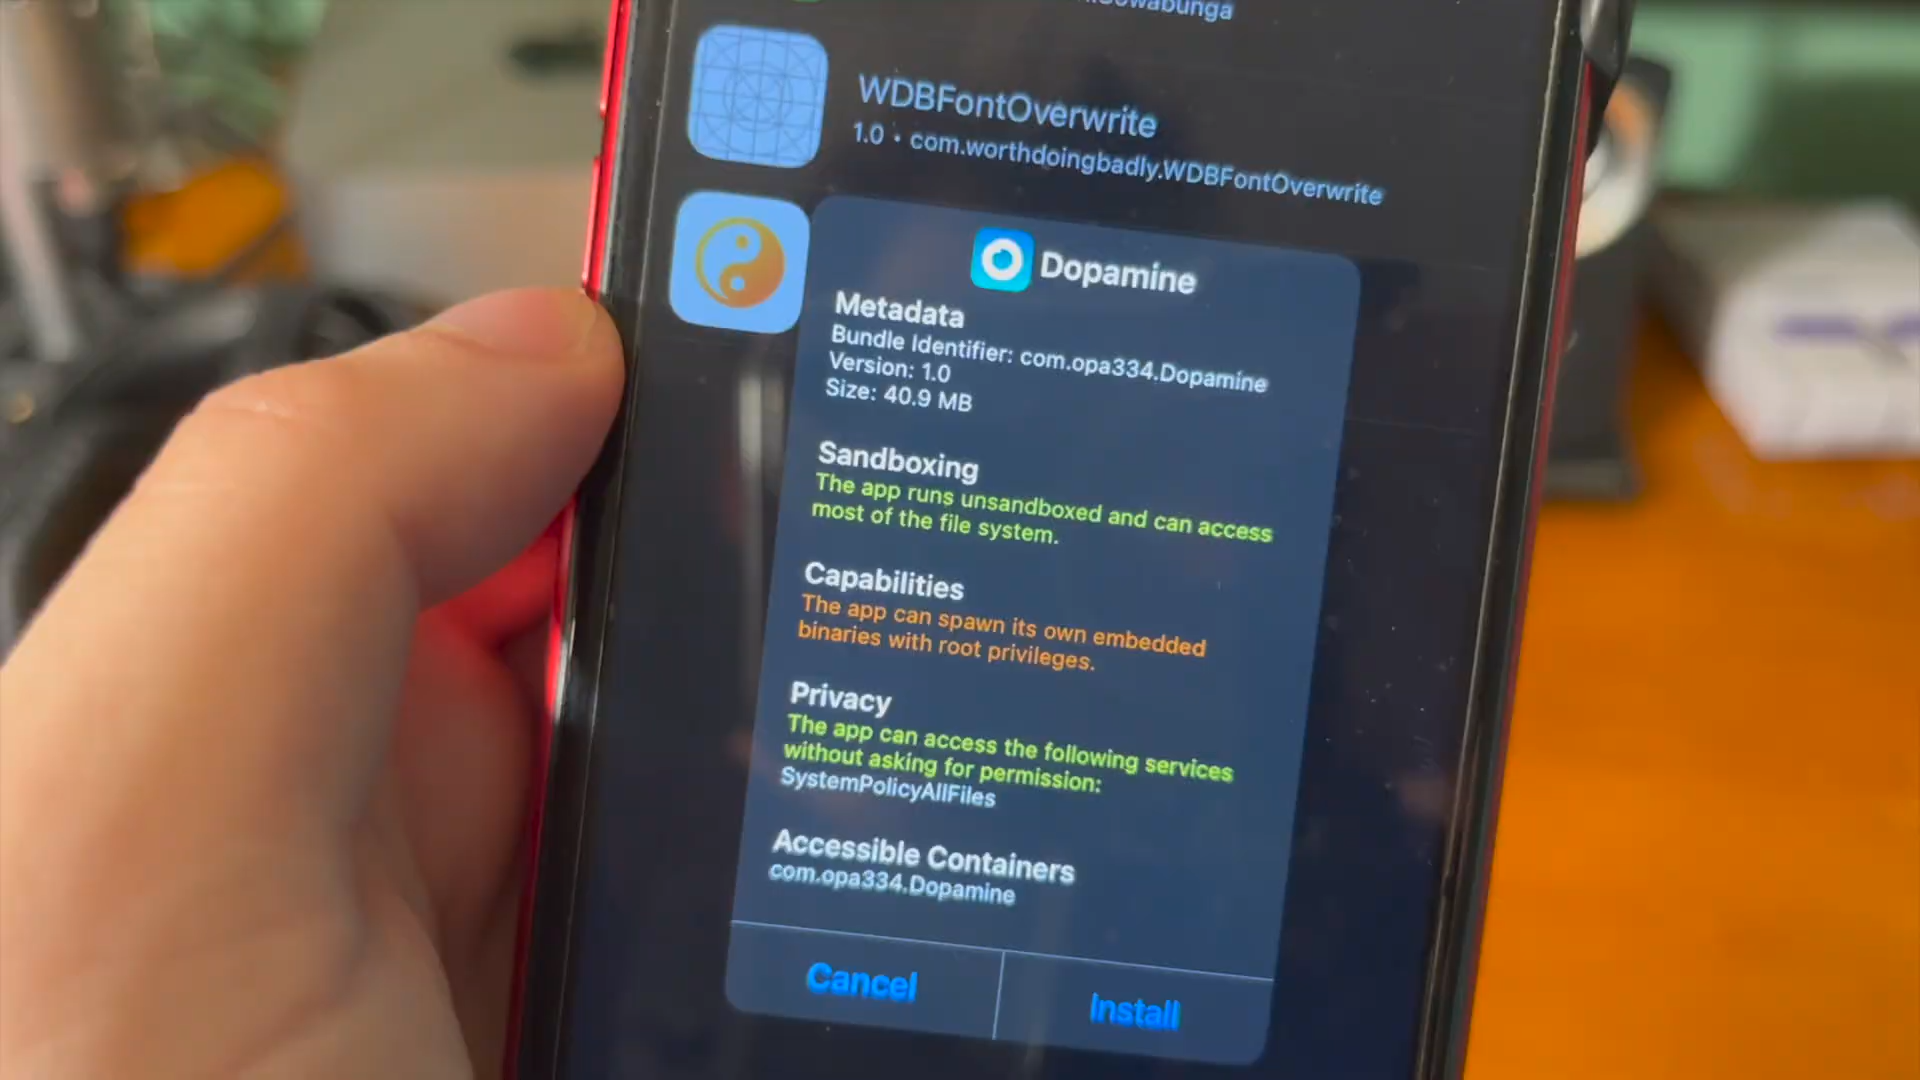 WDBFontOverwrite
1.0 • com.worthdoingbadly.WDBFontOverwrite
Dopamine
Metadata
Bundle Identifier: com.opa334.Dopamine
Version: 1.0
Size: 40.9 MB
Sandboxing
The app runs unsandboxed and can access
most of the file system.
Capabilities
The app can spawn its own embedded
binaries with root privileges.
Privacy
The app can access the following services
without asking for permission:
SystemPolicyAllFiles
Accessible Containers
com.opa334.Dopamine
Cancel
Install